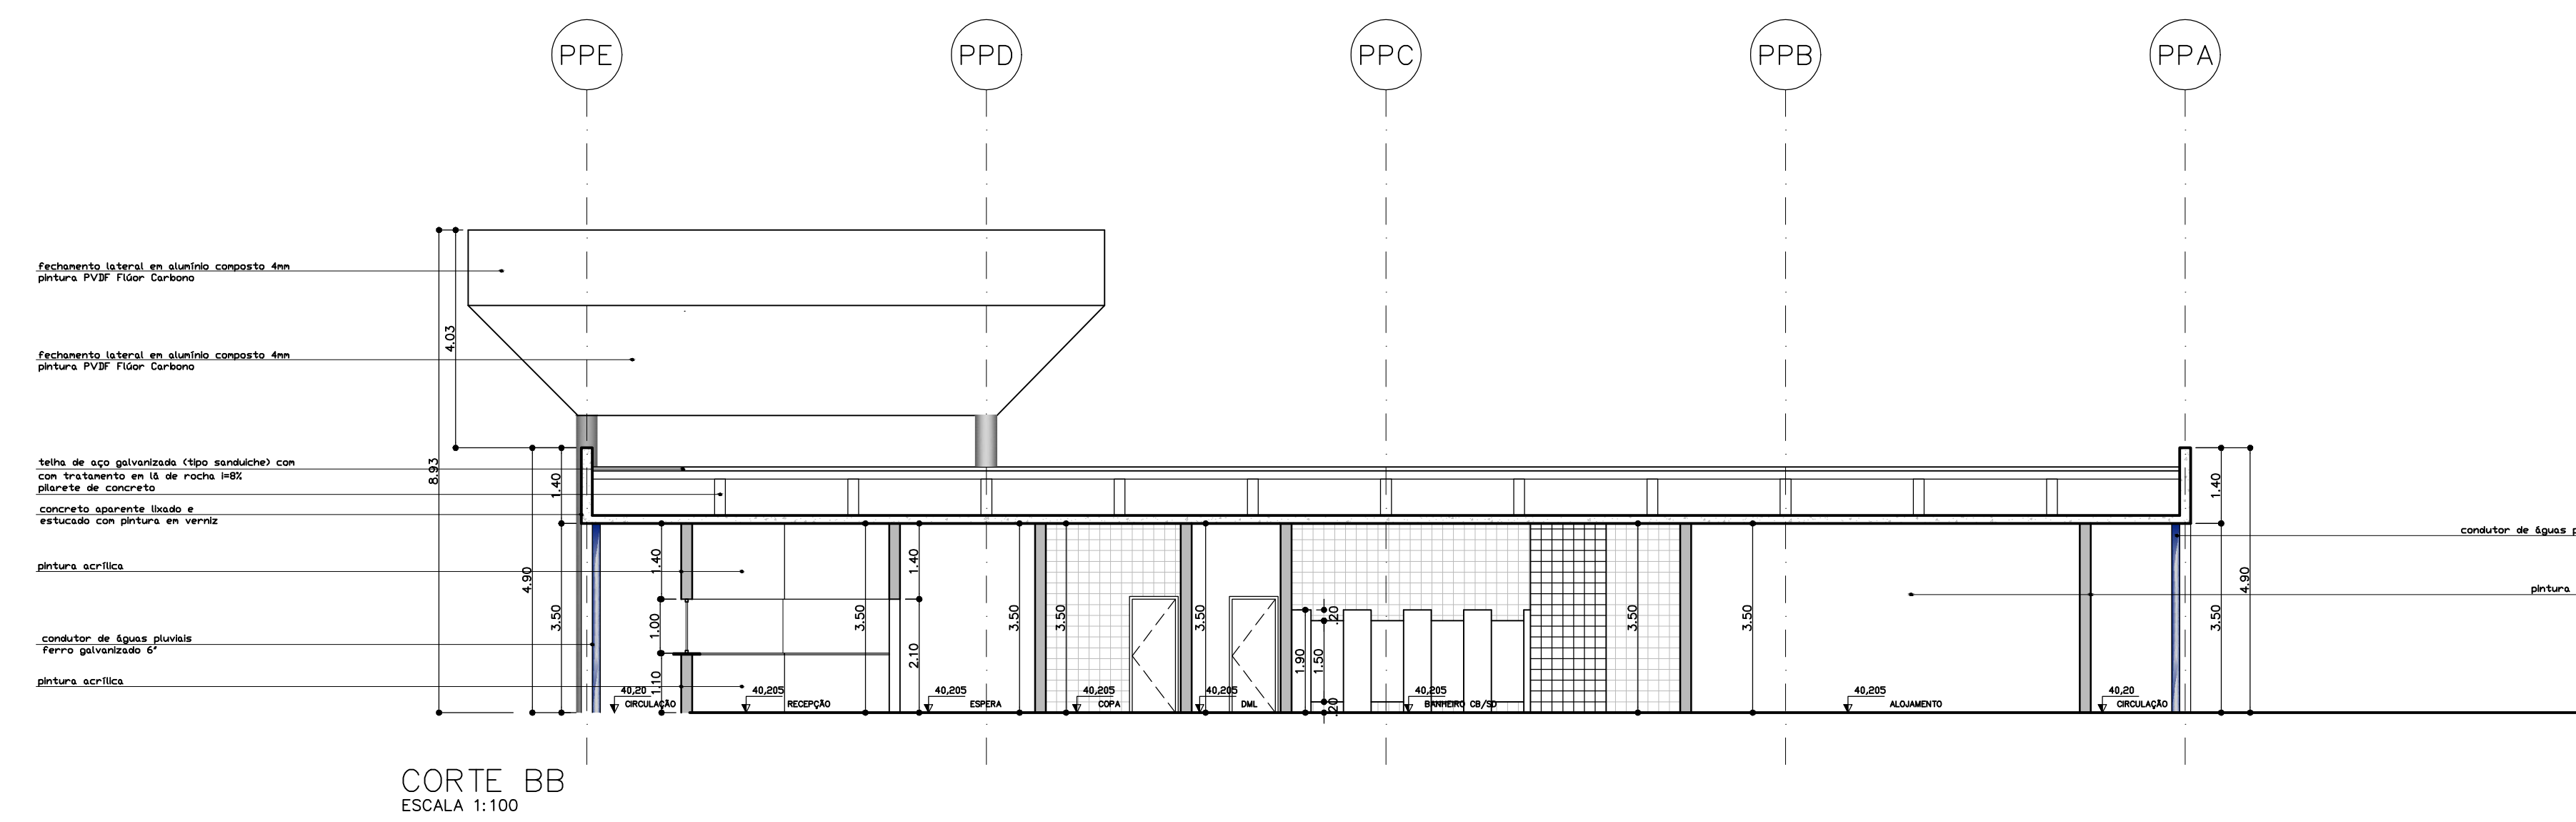 PPE
PPD
PPC
PPB
PPA
fechamento lateral em alumínio composto 4mm
pintura PVDF Flúor Carbono
4.03
fechamento lateral em alumínio composto 4mm
pintura PVDF Flúor Carbono
8.93
telha de aço galvanizada (tipo sanduiche) com
com tratamento em lã de rocha i=8%
pilarete de concreto
1.40
1.40
concreto aparente lixado e
estucado com pintura em verniz
condutor de águas p
pintura acrílica
4.90
1.40
1.40
4.90
pintura
3.50
1.00
3.50
3.50
3.50
3.50
.20
3.50
3.50
3.50
condutor de águas pluviais
ferro galvanizado 6"
2.10
1.90
1.50
pintura acrílica
1.10
.20
40,20
40,205
40,205
40,205
40,205
40,205
40,205
40,20
CIRCULAÇÃO
RECEPÇÃO
ESPERA
COPA
DML
BANHEIRO CB/SD
ALOJAMENTO
CIRCULAÇÃO
CORTE BB
ESCALA 1:100